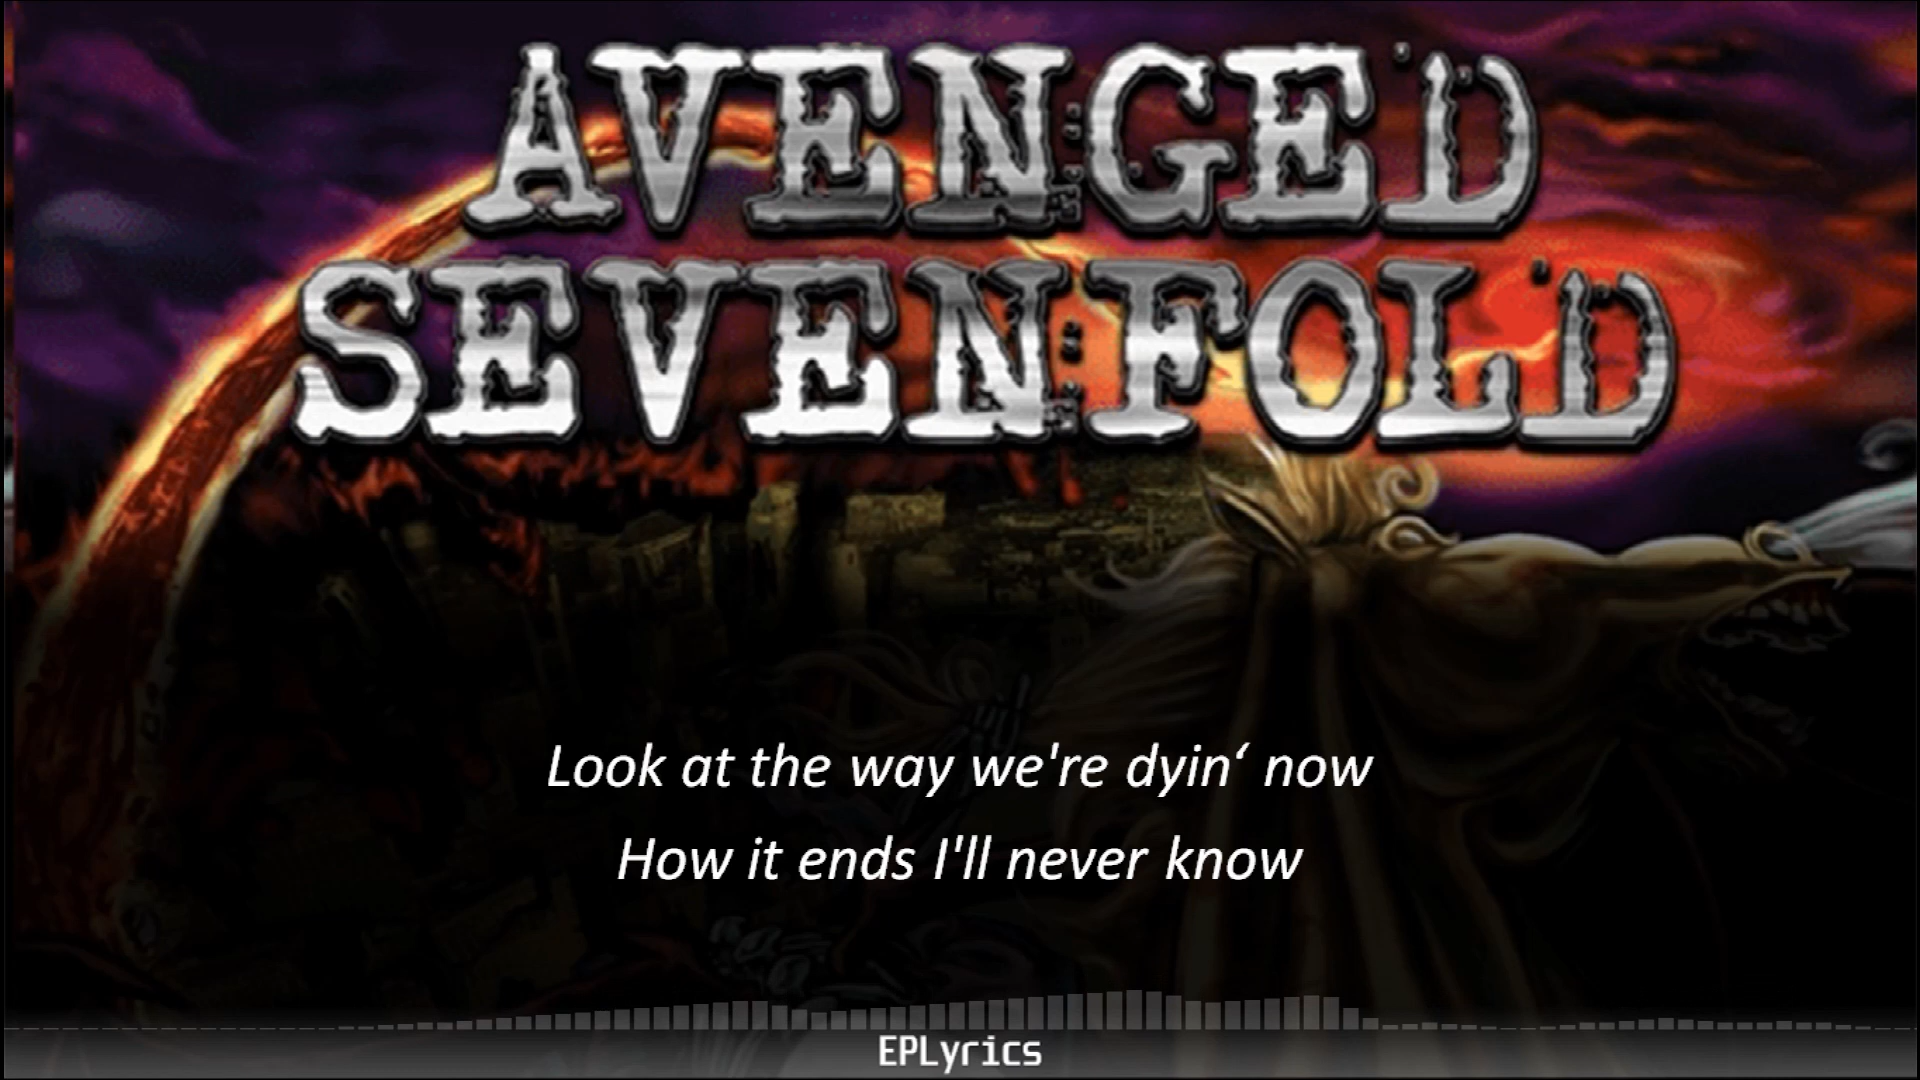 AVENGED
SEVENFOLD
Look at the way we're dyin‘ now
How it ends I'll never know
EPLyrics